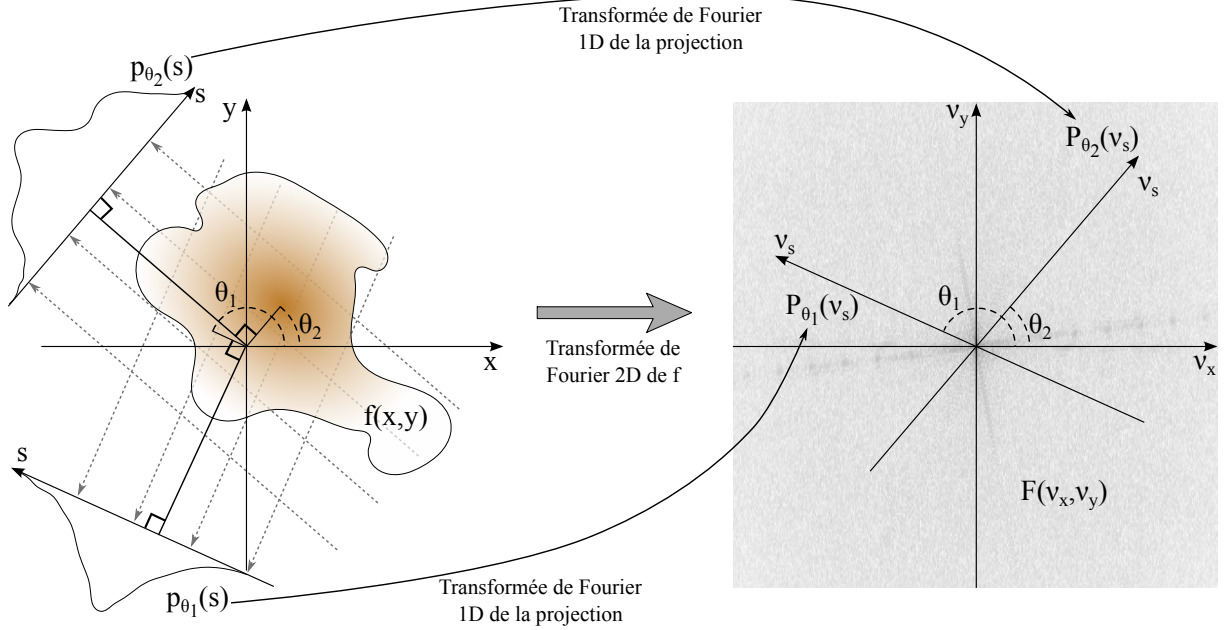 Transformée de Fourier
1D de la projection
p_θ₂(s)
s
y
θ₁
θ₂
x
f(x,y)
s
p_θ₁(s)
Transformée de Fourier
1D de la projection
Transformée de
Fourier 2D de f
ν_y
P_θ₂(ν_s)
ν_s
ν_s
P_θ₁(ν_s)
θ₁
θ₂
ν_x
F(ν_x,ν_y)